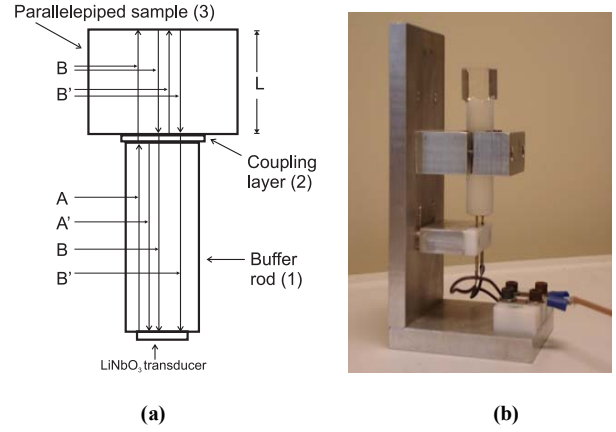 Parallelepiped sample (3)
B
B'
L
Coupling
layer (2)
A
A'
B
B'
Buffer
rod (1)
LiNbO₃ transducer
(a)
(b)